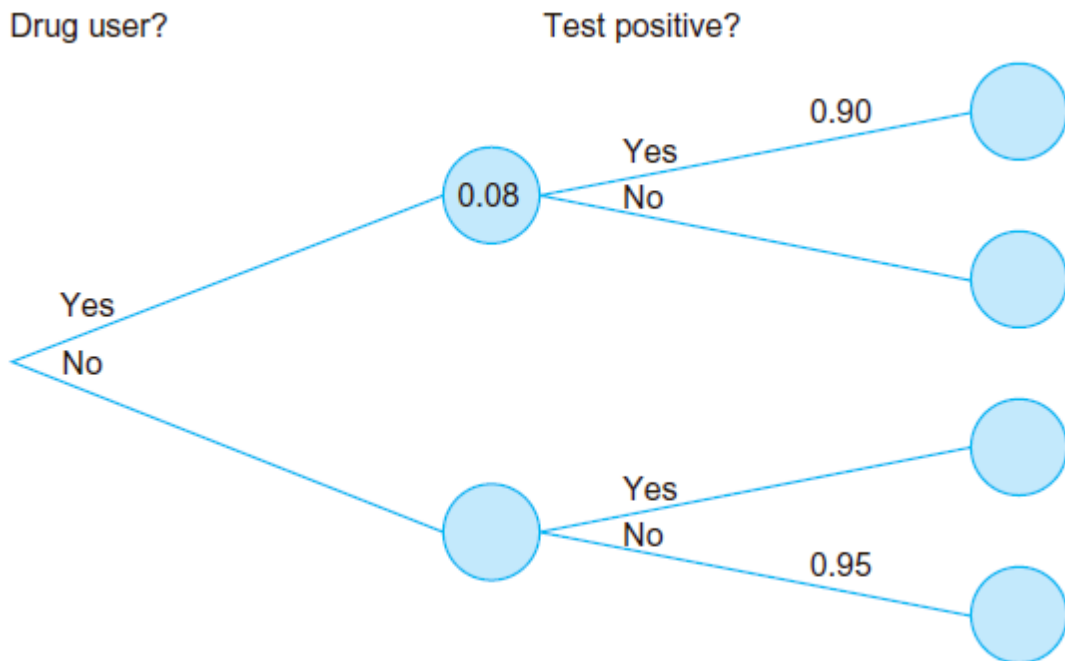 Drug user? Test positive?
0.90
Yes
0.08 No
Yes
No
Yes
No
0.95